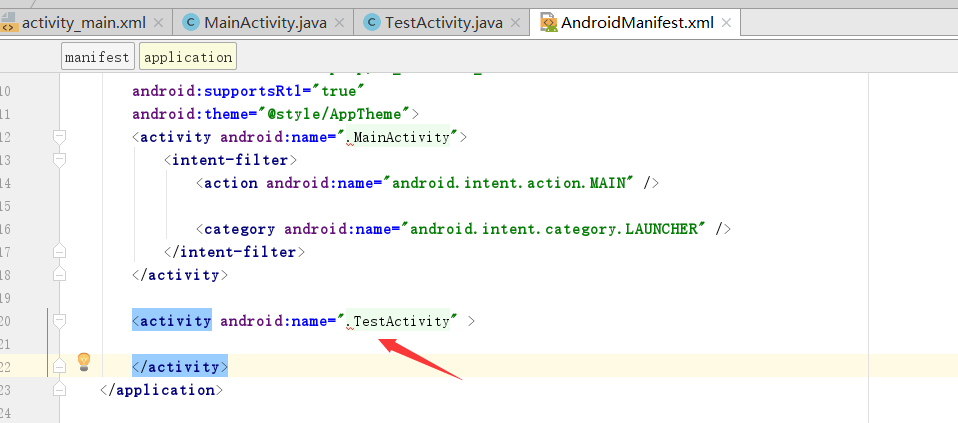 activity_main.xml MainActivity.java TestActivity.java AndroidManifest.xml
manifest application
10 android:supportsRtl="true"
11 android:theme="@style/AppTheme">
12 <activity android:name=".MainActivity">
13 <intent-filter>
14 <action android:name="android.intent.action.MAIN" />
15
16 <category android:name="android.intent.category.LAUNCHER" />
17 </intent-filter>
18 </activity>
19
20 <activity android:name=".TestActivity" >
21
22 </activity>
23 </application>
24